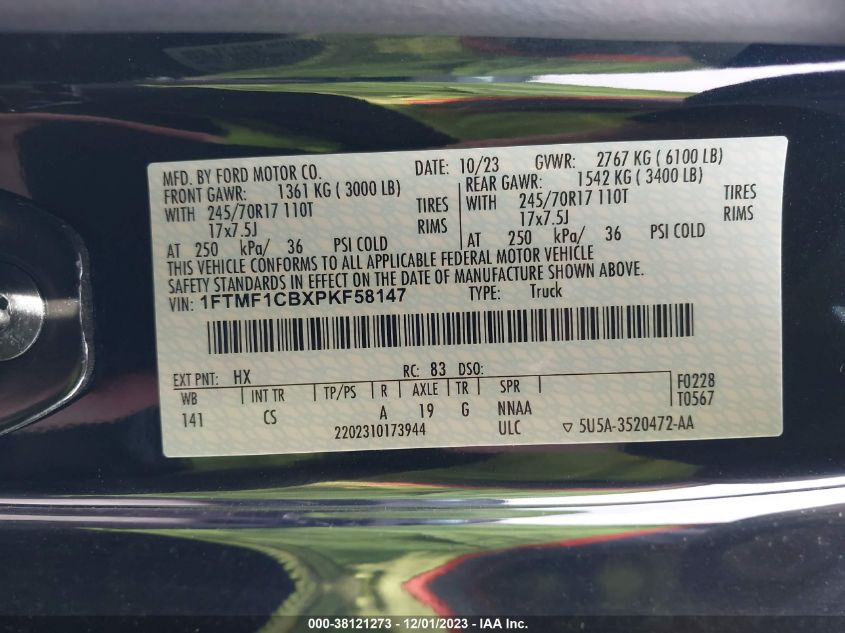 MFD. BY FORD MOTOR CO. DATE: 10/23 GVWR: 2767 KG ( 6100 LB)
FRONT GAWR: 1361 KG ( 3000 LB) REAR GAWR: 1542 KG ( 3400 LB)
WITH 245/70R17 110T TIRES WITH 245/70R17 110T TIRES
17x7.5J RIMS 17x7.5J RIMS
AT 250 kPa/ 36 PSI COLD AT 250 kPa/ 36 PSI COLD
THIS VEHICLE CONFORMS TO ALL APPLICABLE FEDERAL MOTOR VEHICLE
SAFETY STANDARDS IN EFFECT ON THE DATE OF MANUFACTURE SHOWN ABOVE.
VIN: 1FTMF1CBXPKF58147 TYPE: Truck
EXT PNT: HX RC: 83 DSO:
WB INT TR TP/PS R AXLE TR SPR F0228
141 CS A 19 G NNAA T0567
2202310173944 ULC ▽ 5U5A-3520472-AA
000-38121273 - 12/01/2023 - IAA Inc.